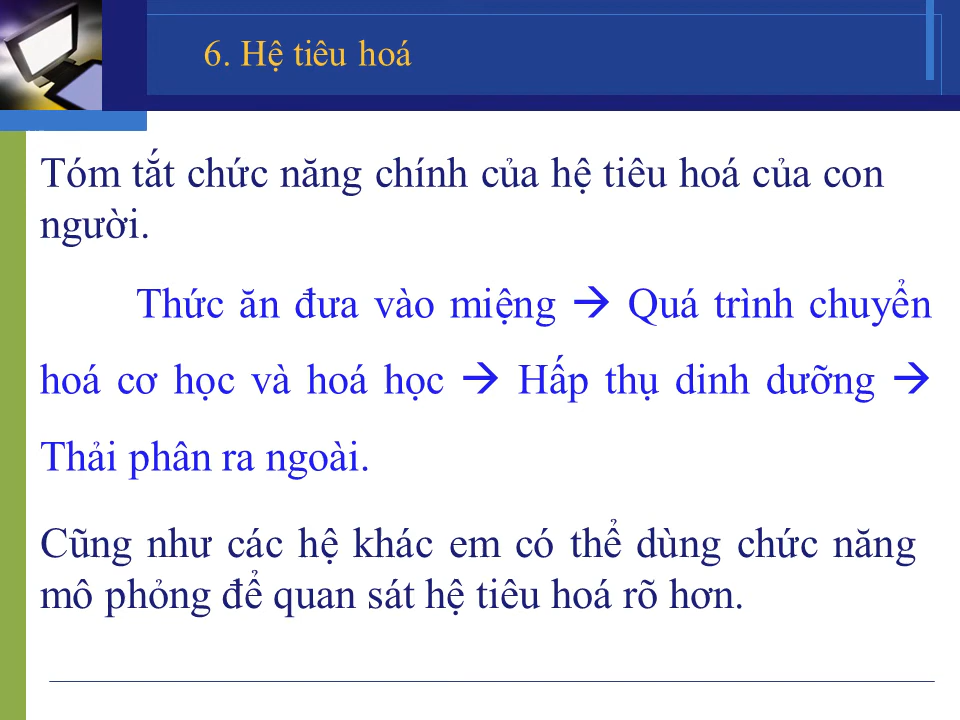 6. Hệ tiêu hoá
Tóm tắt chức năng chính của hệ tiêu hoá của con
người.
Thức ăn đưa vào miệng → Quá trình chuyển
hoá cơ học và hoá học → Hấp thụ dinh dưỡng →
Thải phân ra ngoài.
Cũng như các hệ khác em có thể dùng chức năng
mô phỏng để quan sát hệ tiêu hoá rõ hơn.